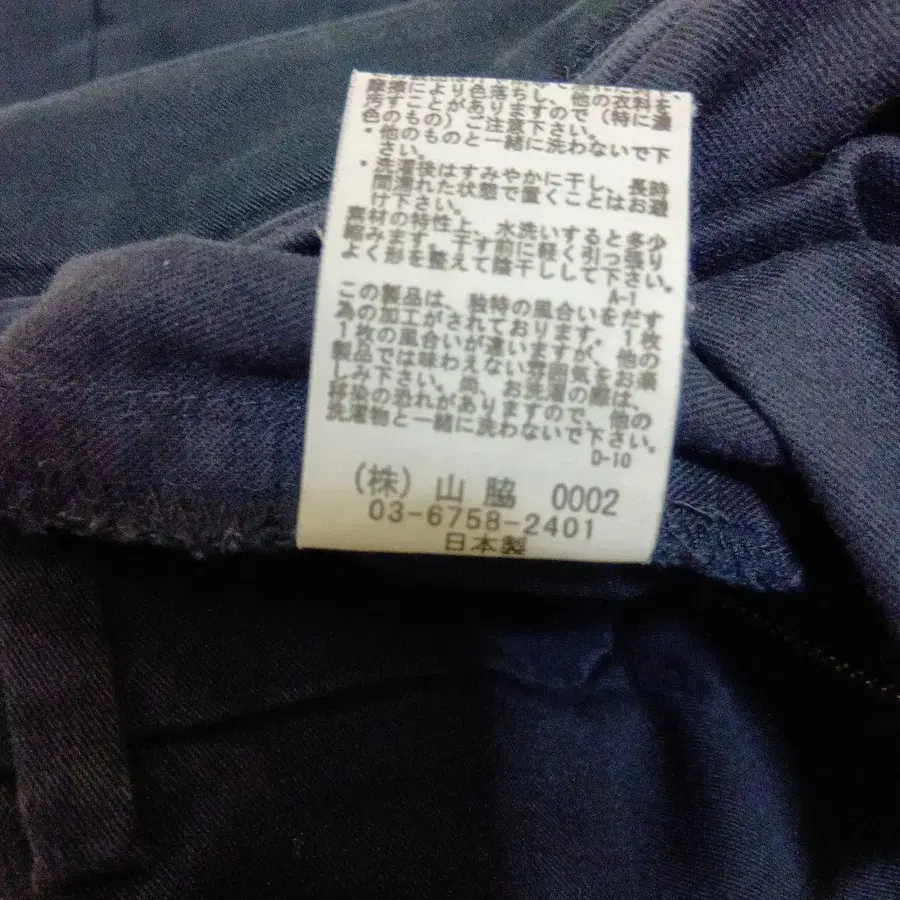 摩擦により色落ちし、他の衣料を
汚すことがありますので（特に濃
色のもの）ご注意下さい。
・他のものと一緒に洗わないで下
さい。
・洗濯後はすみやかに干し、長時
間濡れた状態で置くことはお避
け下さい。
素材の特性上、水洗いすると多少
縮みます。干す前に軽く引っ張り
よく形を整えて陰干しして下さい。
A-1
この製品は、独特の風合いをだす
為の加工がされております。1枚
1枚の風合いが違いますが、他の
製品では味わえない雰囲気をお楽
しみ下さい。尚、お洗濯の際は、
移染の恐れがありますので、他の
洗濯物と一緒に洗わないで下さい。
D-10
(株) 山 脇 0002
03-6758-2401
日本製